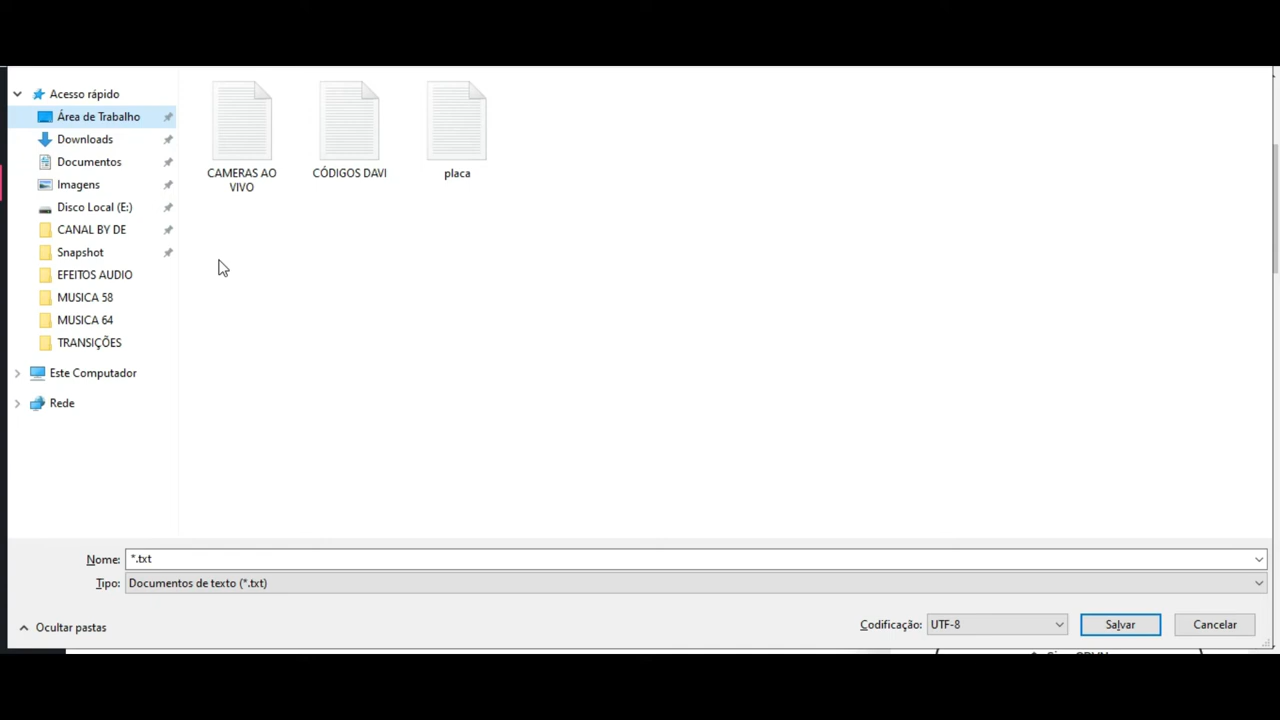 Acesso rápido
Área de Trabalho
Downloads
Documentos
Imagens
Disco Local (E:)
CANAL BY DE
Snapshot
EFEITOS AUDIO
MUSICA 58
MUSICA 64
TRANSIÇÕES
Este Computador
Rede
CAMERAS AO
VIVO
CÓDIGOS DAVI
placa
Nome: *.txt
Tipo: Documentos de texto (*.txt)
Ocultar pastas
Codificação: UTF-8 Salvar Cancelar